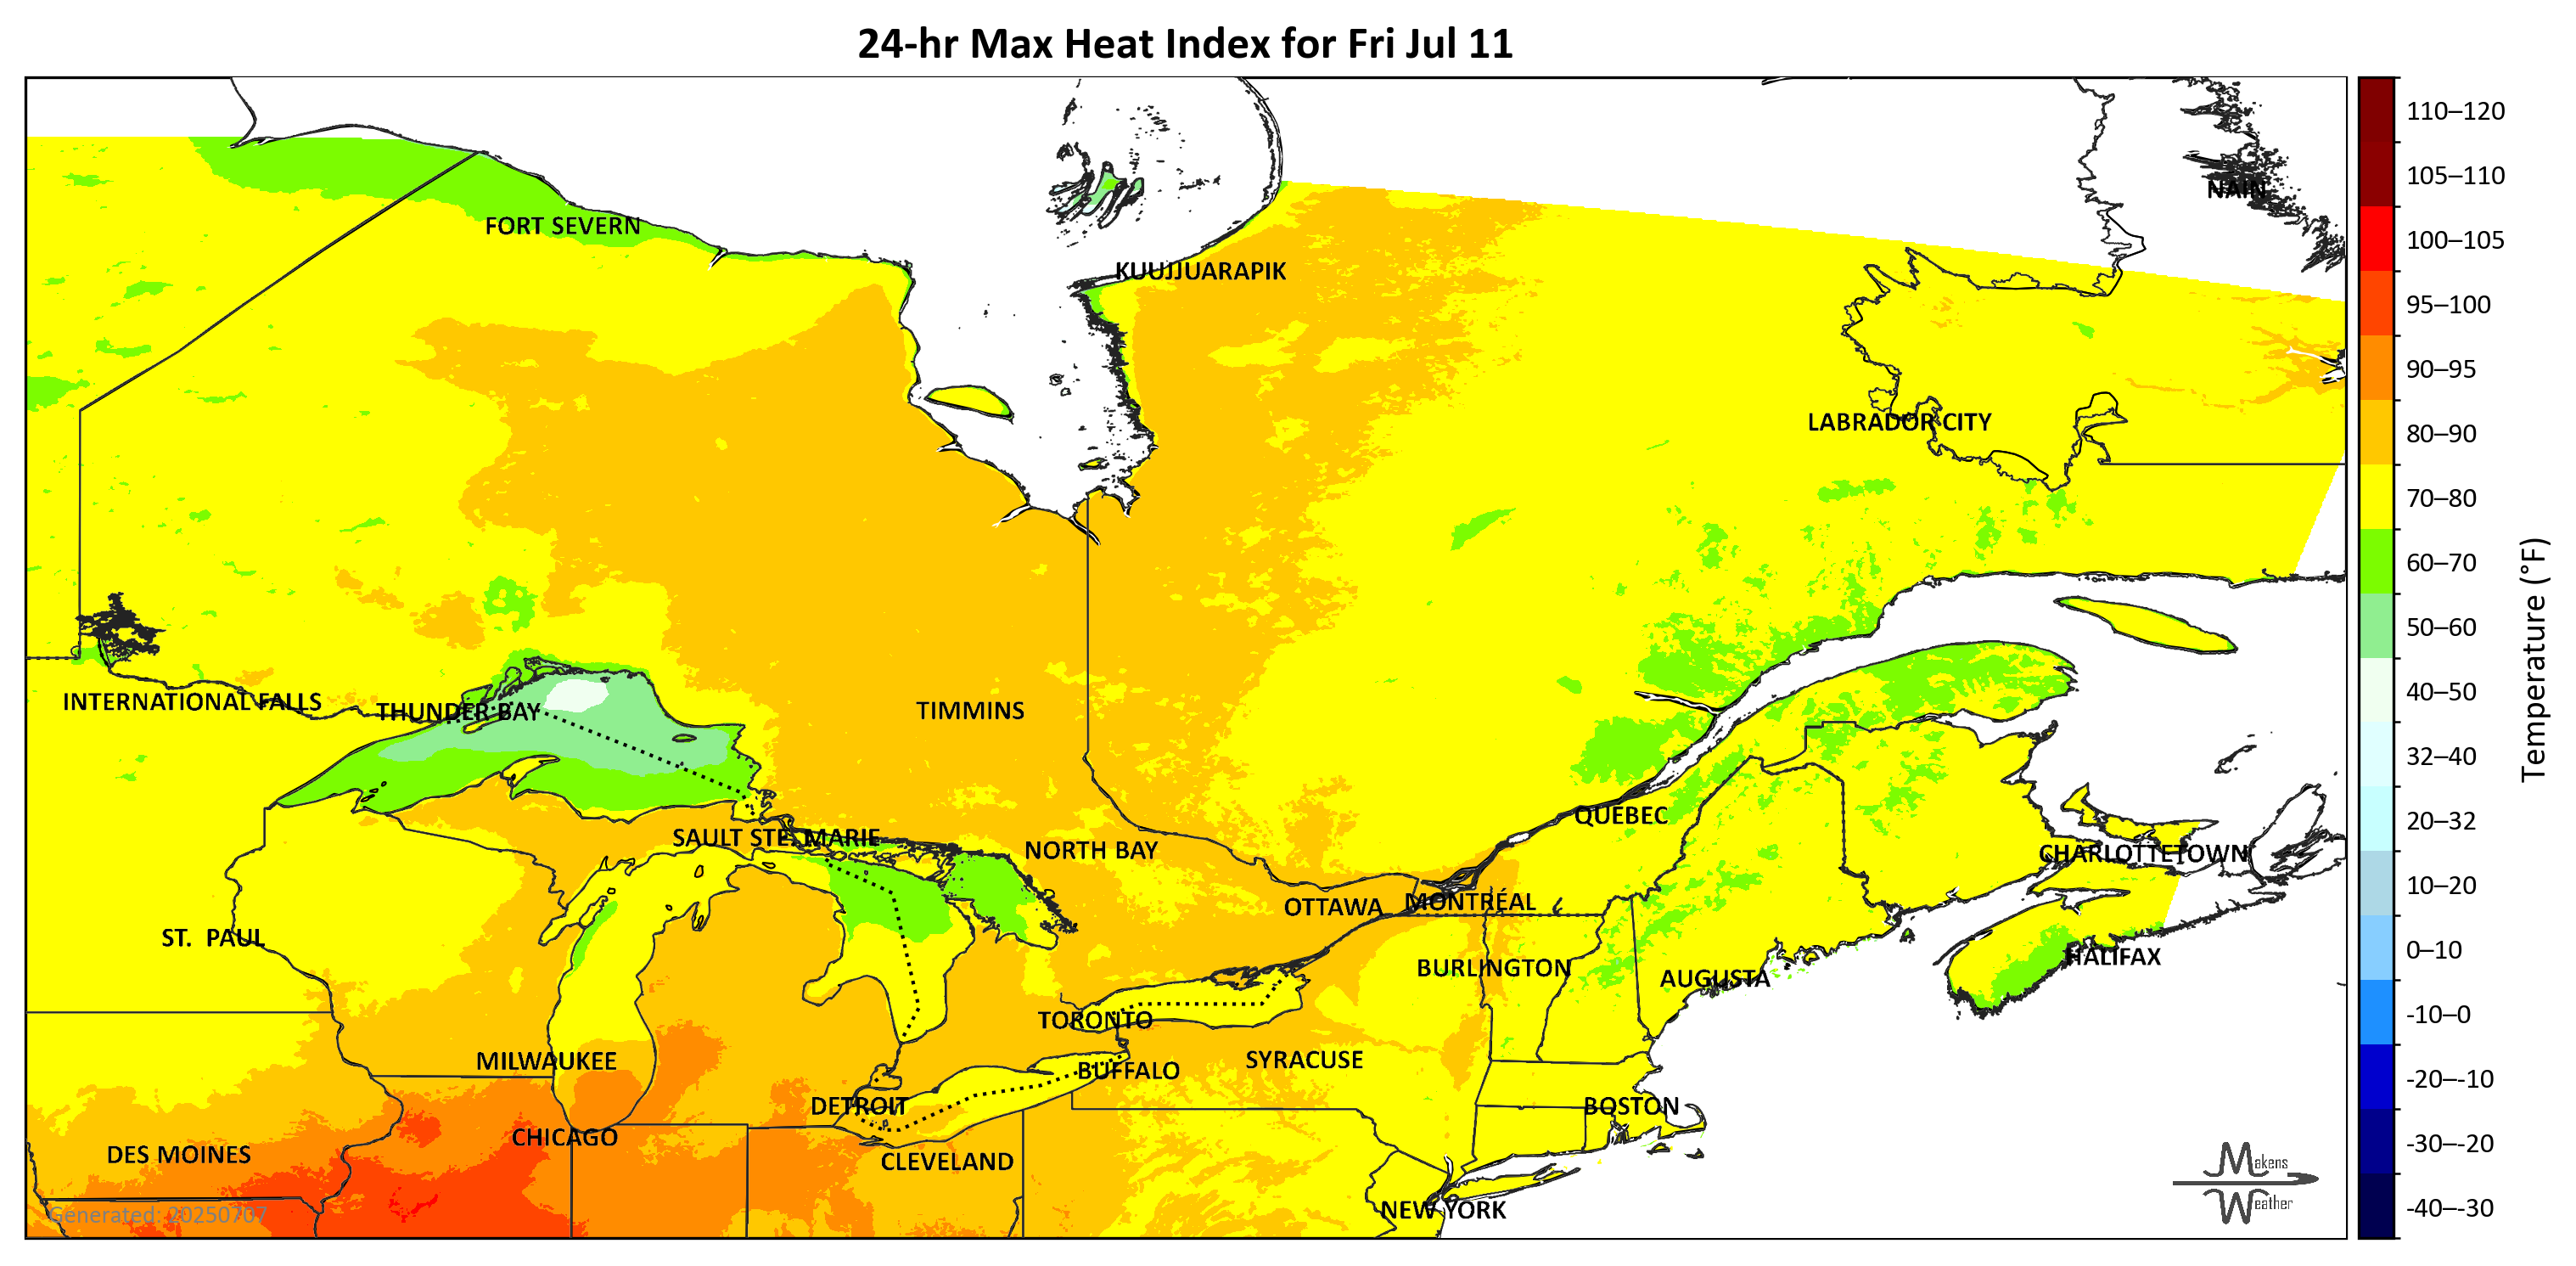 24-hr Max Heat Index for Fri Jul 11
NAIN
FORT SEVERN
KUUJJUARAPIK
LABRADOR CITY
INTERNATIONAL FALLS
THUNDER BAY
TIMMINS
QUEBEC
SAULT STE. MARIE
NORTH BAY
CHARLOTTETOWN
OTTAWA
MONTRÉAL
ST. PAUL
HALIFAX
BURLINGTON
AUGUSTA
TORONTO
MILWAUKEE
SYRACUSE
BUFFALO
DETROIT
BOSTON
CHICAGO
DES MOINES
CLEVELAND
NEW YORK
Generated: 20250707
Makens
Weather
110–120
105–110
100–105
95–100
90–95
80–90
70–80
60–70
50–60
40–50
32–40
20–32
10–20
0–10
-10–0
-20–-10
-30–-20
-40–-30
Temperature (°F)